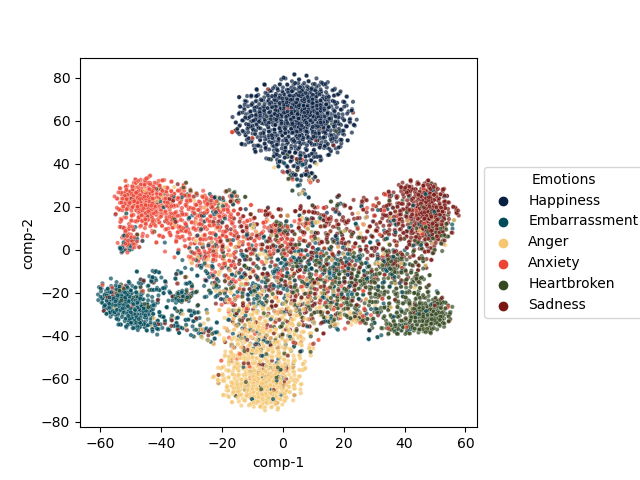 80
60
40
20
0
−20
−40
−60
−80
comp-2
−60 −40 −20 0 20 40 60
comp-1
Emotions
Happiness
Embarrassment
Anger
Anxiety
Heartbroken
Sadness